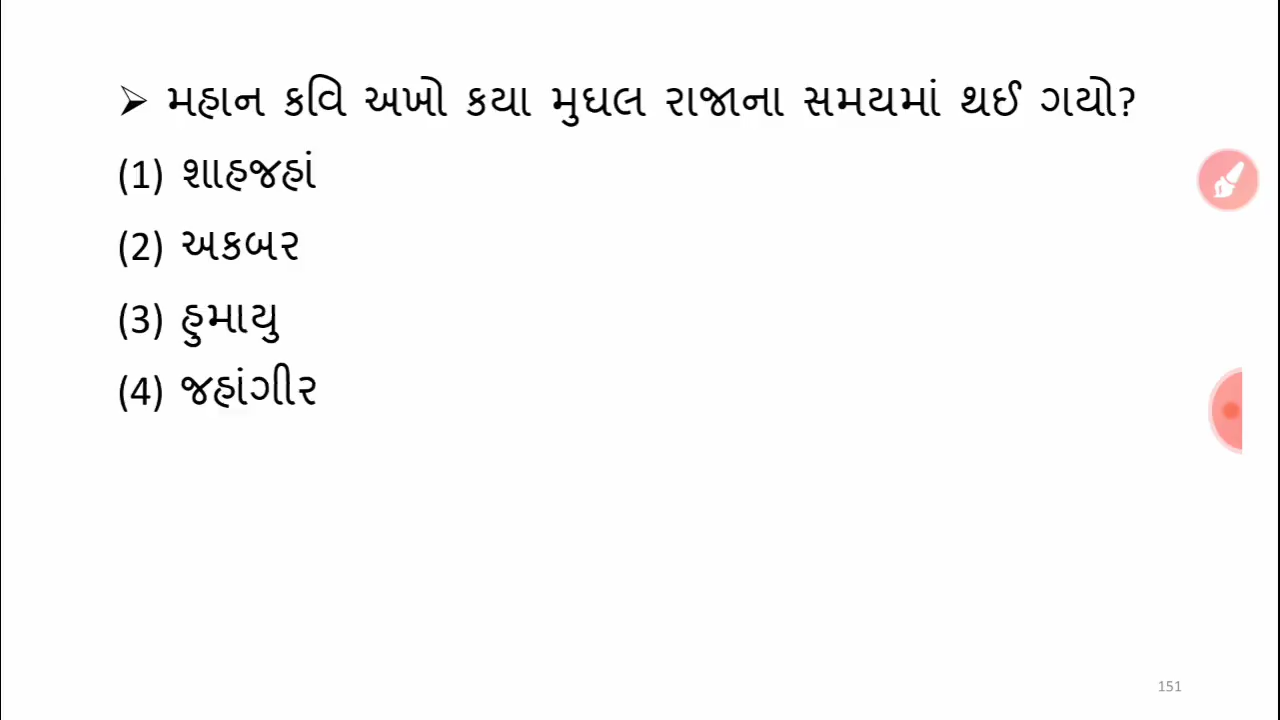 ➢ મહાન કવિ અખો કયા મુઘલ રાજાના સમયમાં થઈ ગયો?
(1) શાહજહાં
(2) અકબર
(3) હુમાયુ
(4) જહાંગીર
151